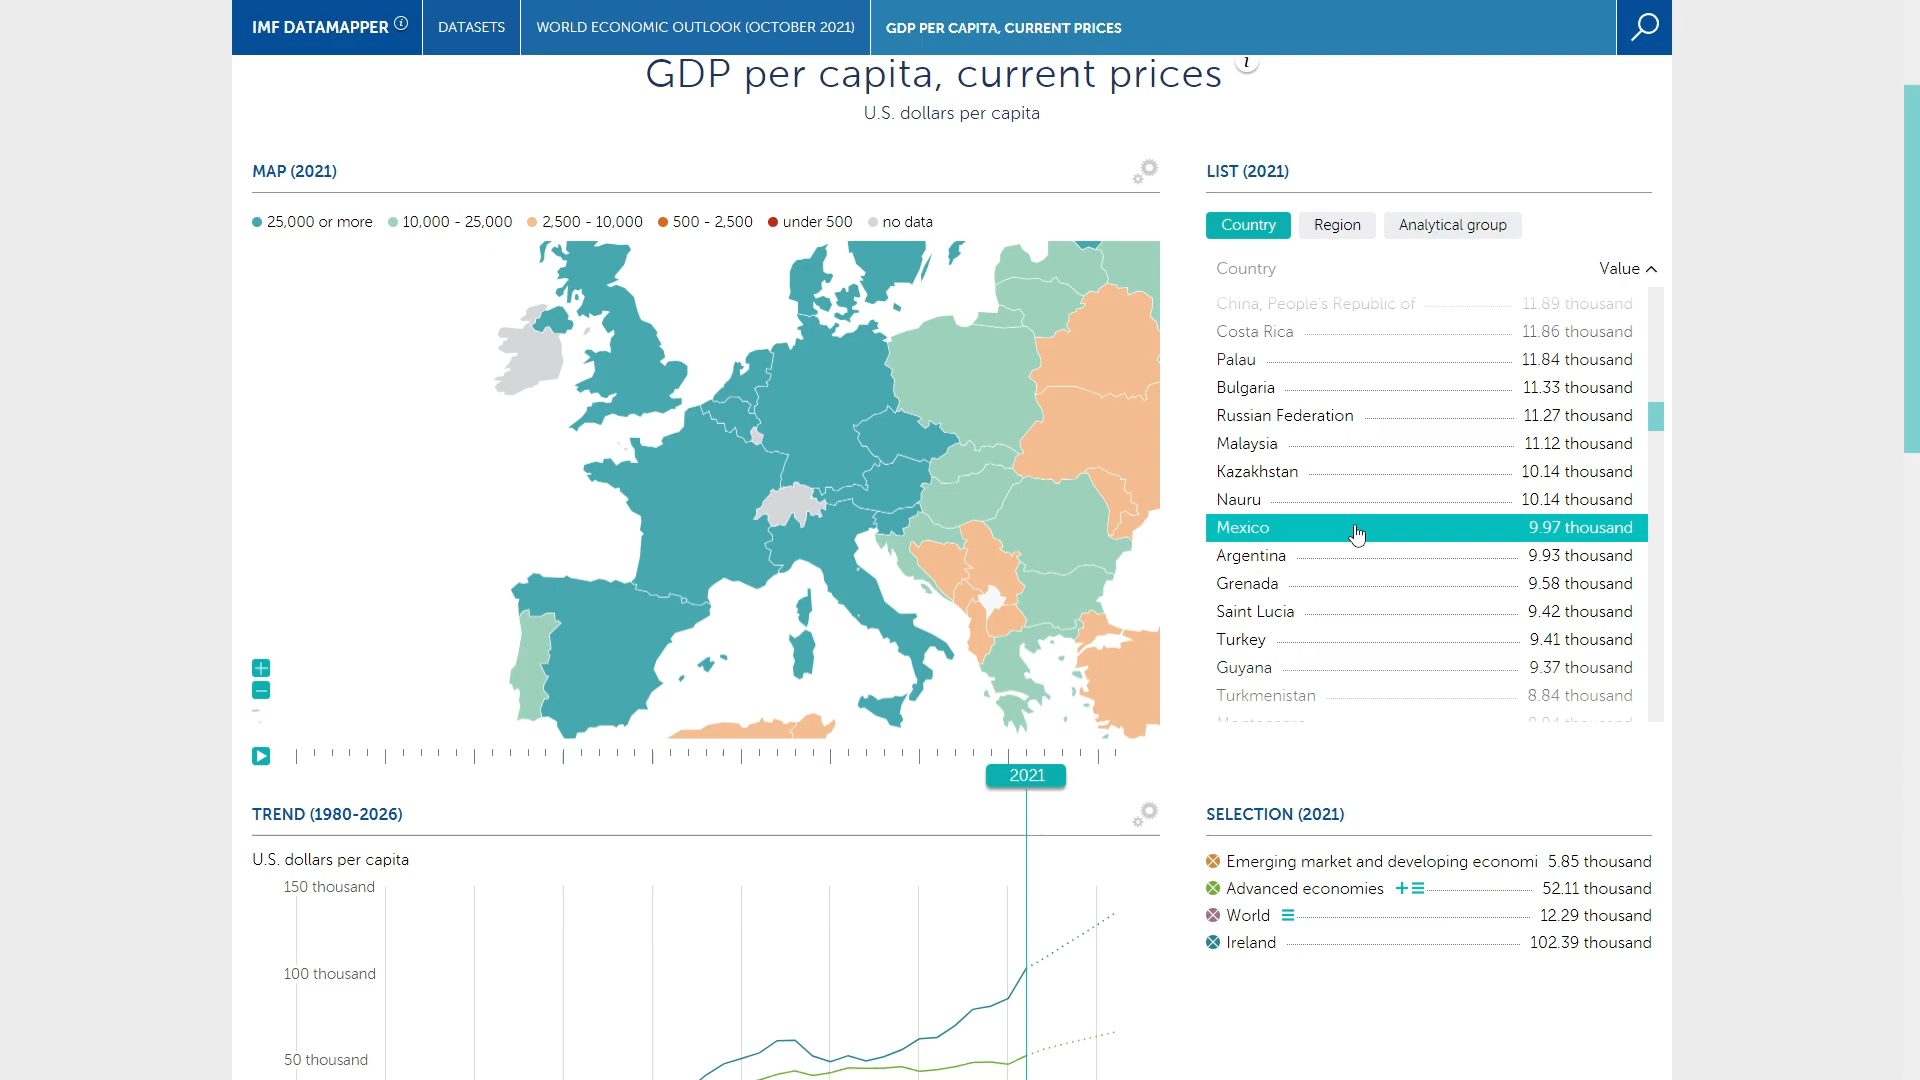 IMF DATAMAPPER i DATASETS WORLD ECONOMIC OUTLOOK (OCTOBER 2021) GDP PER CAPITA, CURRENT PRICES
GDP per capita, current prices i
U.S. dollars per capita
MAP (2021)
25,000 or more 10,000 - 25,000 2,500 - 10,000 500 - 2,500 under 500 no data
2021
LIST (2021)
Country Region Analytical group
Country Value
China, People's Republic of 11.89 thousand
Costa Rica 11.86 thousand
Palau 11.84 thousand
Bulgaria 11.33 thousand
Russian Federation 11.27 thousand
Malaysia 11.12 thousand
Kazakhstan 10.14 thousand
Nauru 10.14 thousand
Mexico 9.97 thousand
Argentina 9.93 thousand
Grenada 9.58 thousand
Saint Lucia 9.42 thousand
Turkey 9.41 thousand
Guyana 9.37 thousand
Turkmenistan 8.84 thousand
TREND (1980-2026)
U.S. dollars per capita
150 thousand
100 thousand
50 thousand
SELECTION (2021)
Emerging market and developing economi 5.85 thousand
Advanced economies 52.11 thousand
World 12.29 thousand
Ireland 102.39 thousand